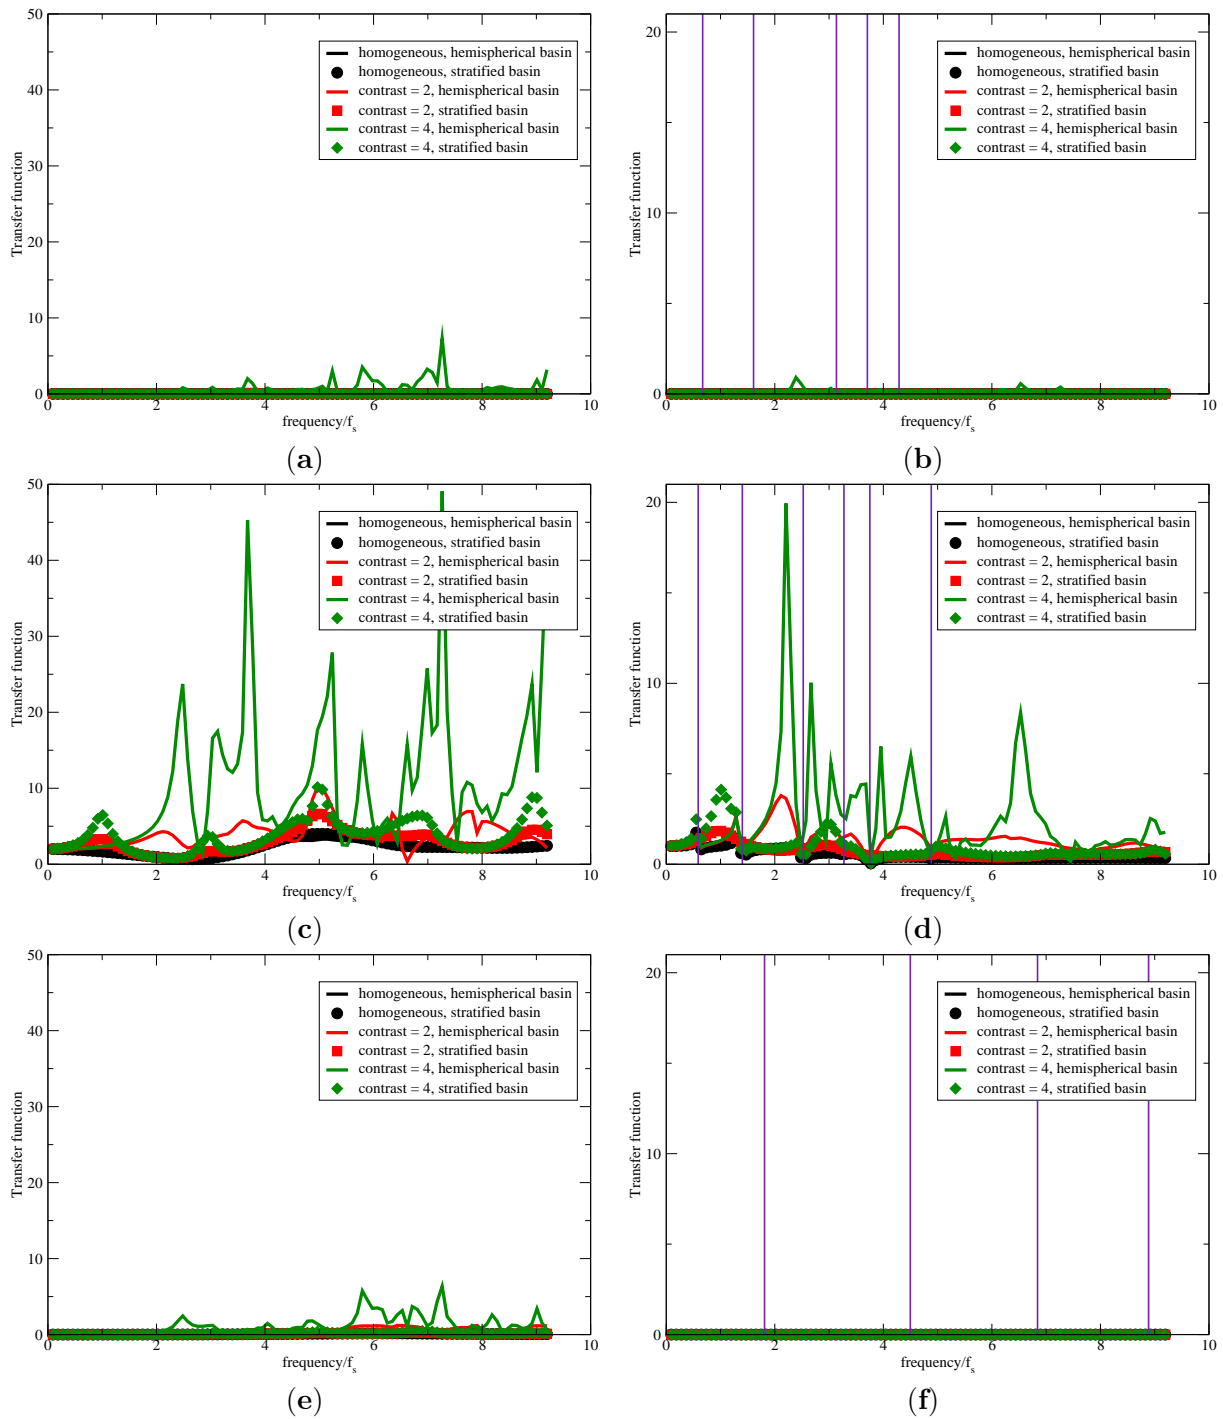 50
40
30
20
10
0
0 2 4 6 8 10
Transfer function
frequency/f_s
homogeneous, hemispherical basin
homogeneous, stratified basin
contrast = 2, hemispherical basin
contrast = 2, stratified basin
contrast = 4, hemispherical basin
contrast = 4, stratified basin
(a)
20
10
0
0 2 4 6 8 10
Transfer function
frequency/f_s
homogeneous, hemispherical basin
homogeneous, stratified basin
contrast = 2, hemispherical basin
contrast = 2, stratified basin
contrast = 4, hemispherical basin
contrast = 4, stratified basin
(b)
50
40
30
20
10
0
0 2 4 6 8 10
Transfer function
frequency/f_s
homogeneous, hemispherical basin
homogeneous, stratified basin
contrast = 2, hemispherical basin
contrast = 2, stratified basin
contrast = 4, hemispherical basin
contrast = 4, stratified basin
(c)
20
10
0
0 2 4 6 8 10
Transfer function
frequency/f_s
homogeneous, hemispherical basin
homogeneous, stratified basin
contrast = 2, hemispherical basin
contrast = 2, stratified basin
contrast = 4, hemispherical basin
contrast = 4, stratified basin
(d)
50
40
30
20
10
0
0 2 4 6 8 10
Transfer function
frequency/f_s
homogeneous, hemispherical basin
homogeneous, stratified basin
contrast = 2, hemispherical basin
contrast = 2, stratified basin
contrast = 4, hemispherical basin
contrast = 4, stratified basin
(e)
20
10
0
0 2 4 6 8 10
Transfer function
frequency/f_s
homogeneous, hemispherical basin
homogeneous, stratified basin
contrast = 2, hemispherical basin
contrast = 2, stratified basin
contrast = 4, hemispherical basin
contrast = 4, stratified basin
(f)